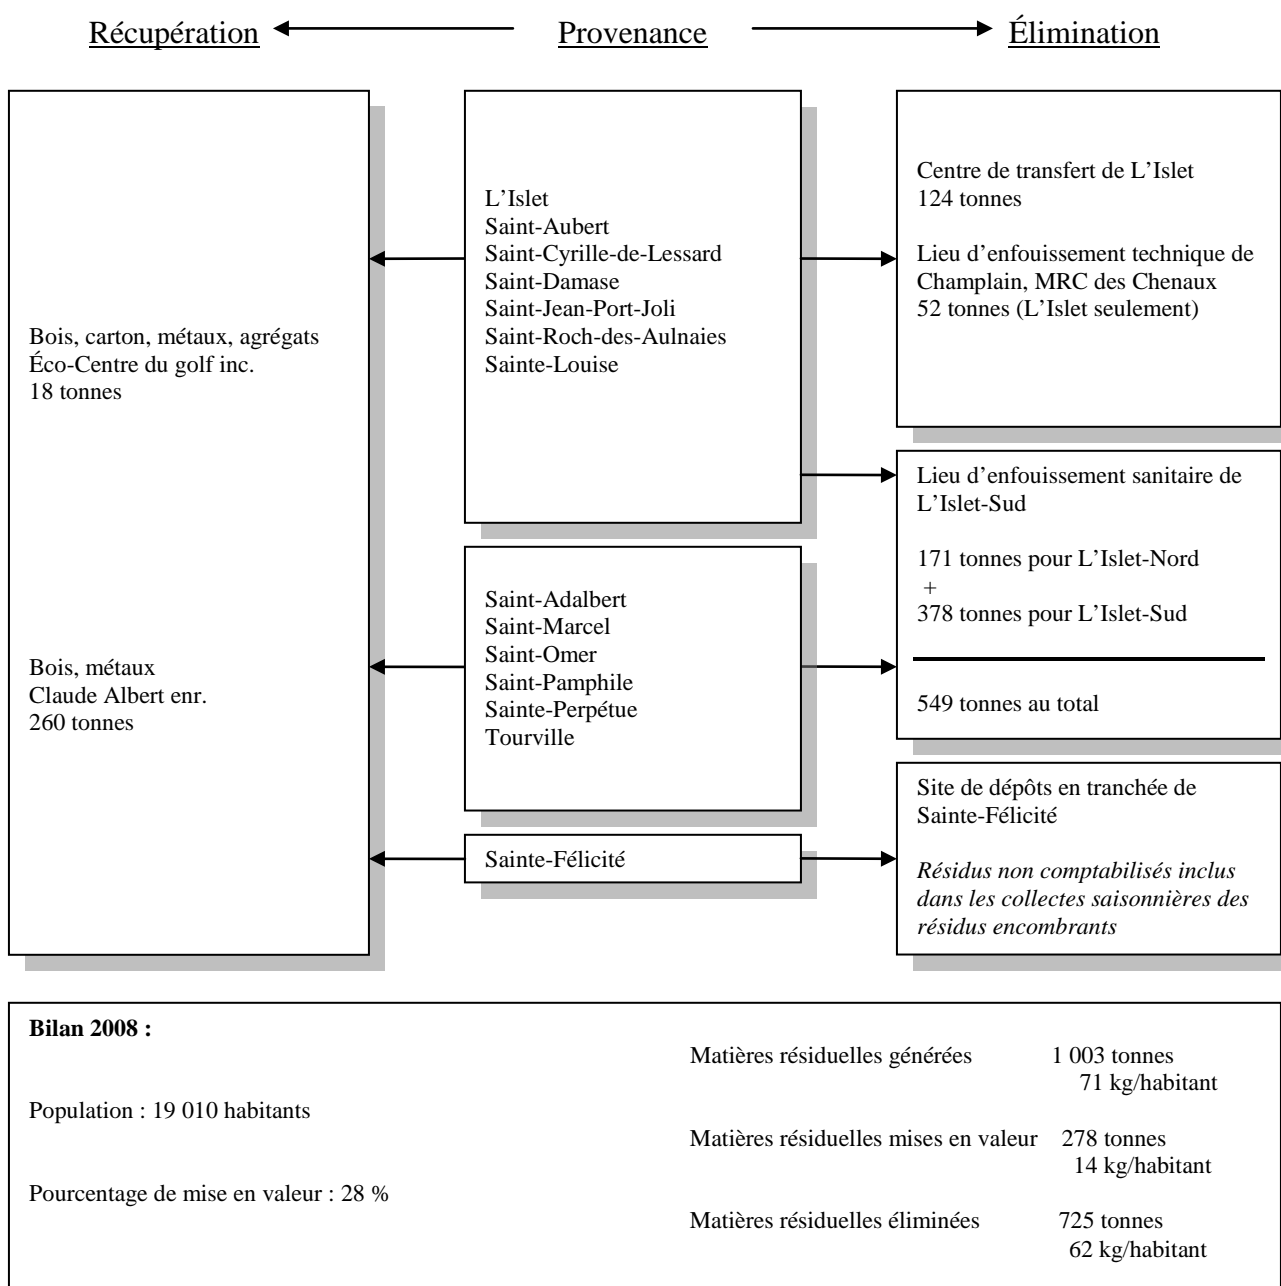 Récupération Provenance Élimination
Bois, carton, métaux, agrégats
Éco-Centre du golf inc.
18 tonnes
Bois, métaux
Claude Albert enr.
260 tonnes
L’Islet
Saint-Aubert
Saint-Cyrille-de-Lessard
Saint-Damase
Saint-Jean-Port-Joli
Saint-Roch-des-Aulnaies
Sainte-Louise
Saint-Adalbert
Saint-Marcel
Saint-Omer
Saint-Pamphile
Sainte-Perpétue
Tourville
Sainte-Félicité
Centre de transfert de L’Islet
124 tonnes
Lieu d’enfouissement technique de
Champlain, MRC des Chenaux
52 tonnes (L’Islet seulement)
Lieu d’enfouissement sanitaire de
L’Islet-Sud
171 tonnes pour L’Islet-Nord
+
378 tonnes pour L’Islet-Sud
549 tonnes au total
Site de dépôts en tranchée de
Sainte-Félicité
Résidus non comptabilisés inclus
dans les collectes saisonnières des
résidus encombrants
Bilan 2008 :
Population : 19 010 habitants
Pourcentage de mise en valeur : 28 %
Matières résiduelles générées 1 003 tonnes
71 kg/habitant
Matières résiduelles mises en valeur 278 tonnes
14 kg/habitant
Matières résiduelles éliminées 725 tonnes
62 kg/habitant